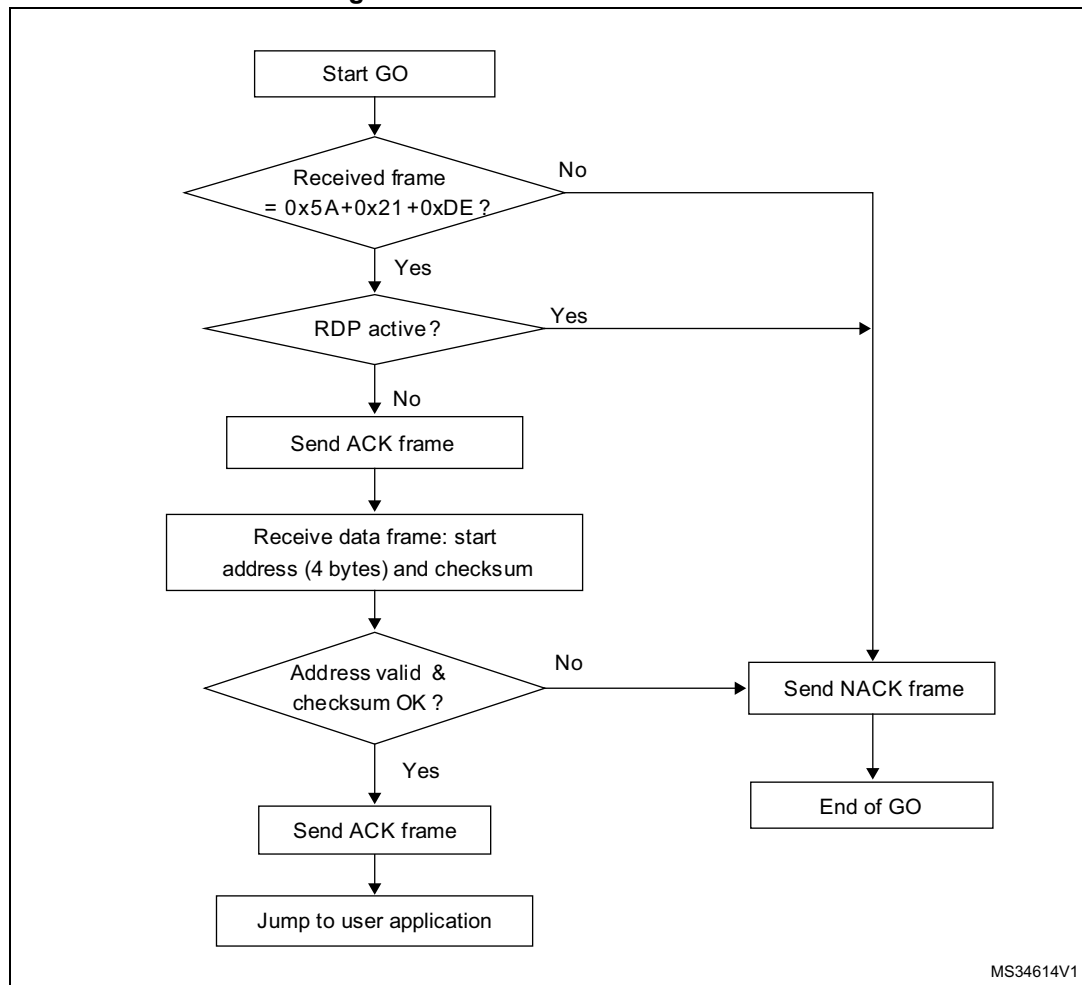 Start GO
No
Received frame
= 0x5A+0x21+0xDE ?
Yes
RDP active?
Yes
No
Send ACK frame
Receive data frame: start
address (4 bytes) and checksum
No
Address valid &
checksum OK ?
Send NACK frame
Yes
End of GO
Send ACK frame
Jump to user application
MS34614V1